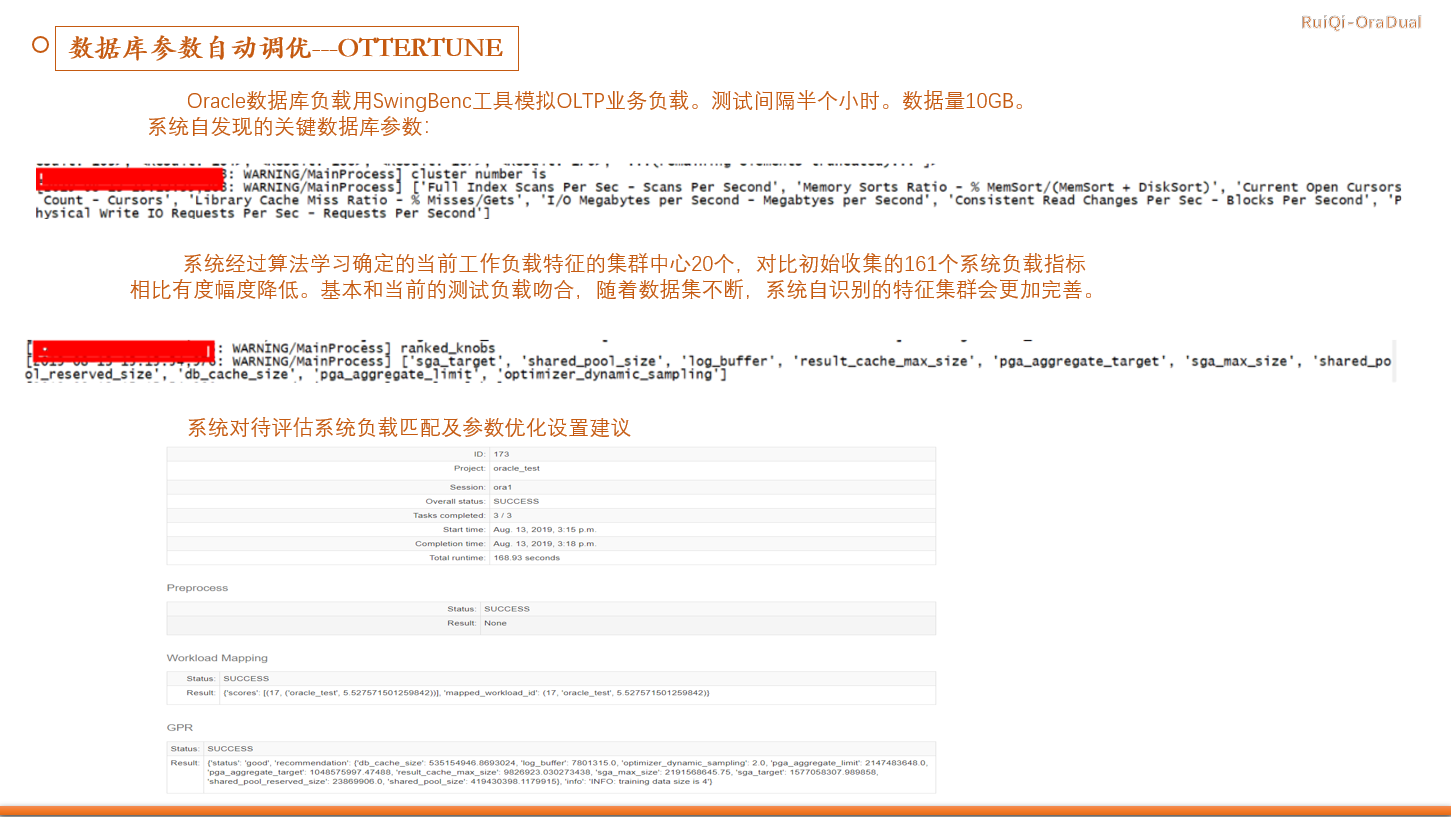 RuiQi-OraDual
数据库参数自动调优---OTTERTUNE
Oracle数据库负载用SwingBenc工具模拟OLTP业务负载。测试间隔半个小时。数据量10GB。
系统自发现的关键数据库参数:
3: WARNING/MainProcess] cluster number is
3: WARNING/MainProcess] ['Full Index Scans Per Sec - Scans Per Second', 'Memory Sorts Ratio - % MemSort/(MemSort + DiskSort)', 'Current Open Cursors
Count - Cursors', 'Library Cache Miss Ratio - % Misses/Gets', 'I/O Megabytes per Second - Megabtyes per Second', 'Consistent Read Changes Per Sec - Blocks Per Second', 'P
hysical Write IO Requests Per Sec - Requests Per Second']
系统经过算法学习确定的当前工作负载特征的集群中心20个，对比初始收集的161个系统负载指标
相比有度幅度降低。基本和当前的测试负载吻合，随着数据集不断，系统自识别的特征集群会更加完善。
[ : WARNING/MainProcess] ranked_knobs
: WARNING/MainProcess] ['sga_target', 'shared_pool_size', 'log_buffer', 'result_cache_max_size', 'pga_aggregate_target', 'sga_max_size', 'shared_po
ol_reserved_size', 'db_cache_size', 'pga_aggregate_limit', 'optimizer_dynamic_sampling']
系统对待评估系统负载匹配及参数优化设置建议
ID: 173
Project: oracle_test
Session: ora1
Overall status: SUCCESS
Tasks completed: 3 / 3
Start time: Aug. 13, 2019, 3:15 p.m.
Completion time: Aug. 13, 2019, 3:18 p.m.
Total runtime: 168.93 seconds
Preprocess
Status: SUCCESS
Result: None
Workload Mapping
Status: SUCCESS
Result: {'scores': [(17, ('oracle_test', 5.527571501259842))], 'mapped_workload_id': (17, 'oracle_test', 5.527571501259842)}
GPR
Status: SUCCESS
Result: {'status': 'good', 'recommendation': {'db_cache_size': 535154946.8693024, 'log_buffer': 7801315.0, 'optimizer_dynamic_sampling': 2.0, 'pga_aggregate_limit': 2147483648.0,
'pga_aggregate_target': 1048575997.47488, 'result_cache_max_size': 9826923.030273438, 'sga_max_size': 2191568645.75, 'sga_target': 1577058307.989858,
'shared_pool_reserved_size': 23869906.0, 'shared_pool_size': 419430398.1179915}, 'info': 'INFO: training data size is 4'}